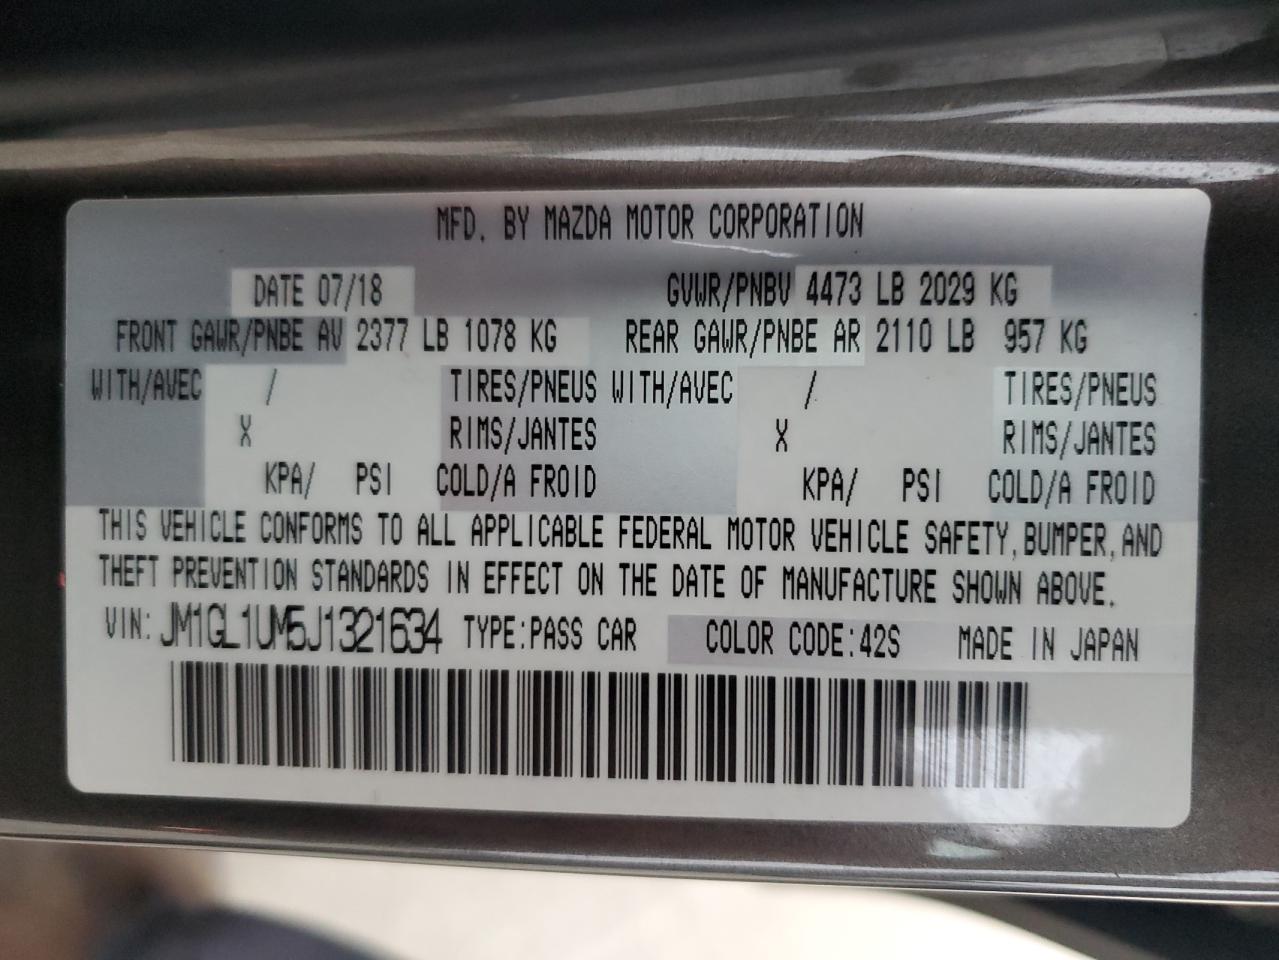 MFD. BY MAZDA MOTOR CORPORATION
DATE 07/18 GVWR/PNBV 4473 LB 2029 KG
FRONT GAWR/PNBE AV 2377 LB 1078 KG REAR GAWR/PNBE AR 2110 LB 957 KG
WITH/AVEC / TIRES/PNEUS WITH/AVEC / TIRES/PNEUS
X RIMS/JANTES X RIMS/JANTES
KPA/ PSI COLD/A FROID KPA/ PSI COLD/A FROID
THIS VEHICLE CONFORMS TO ALL APPLICABLE FEDERAL MOTOR VEHICLE SAFETY, BUMPER, AND
THEFT PREVENTION STANDARDS IN EFFECT ON THE DATE OF MANUFACTURE SHOWN ABOVE.
VIN: JM1GL1UM5J1321634 TYPE:PASS CAR COLOR CODE:42S MADE IN JAPAN